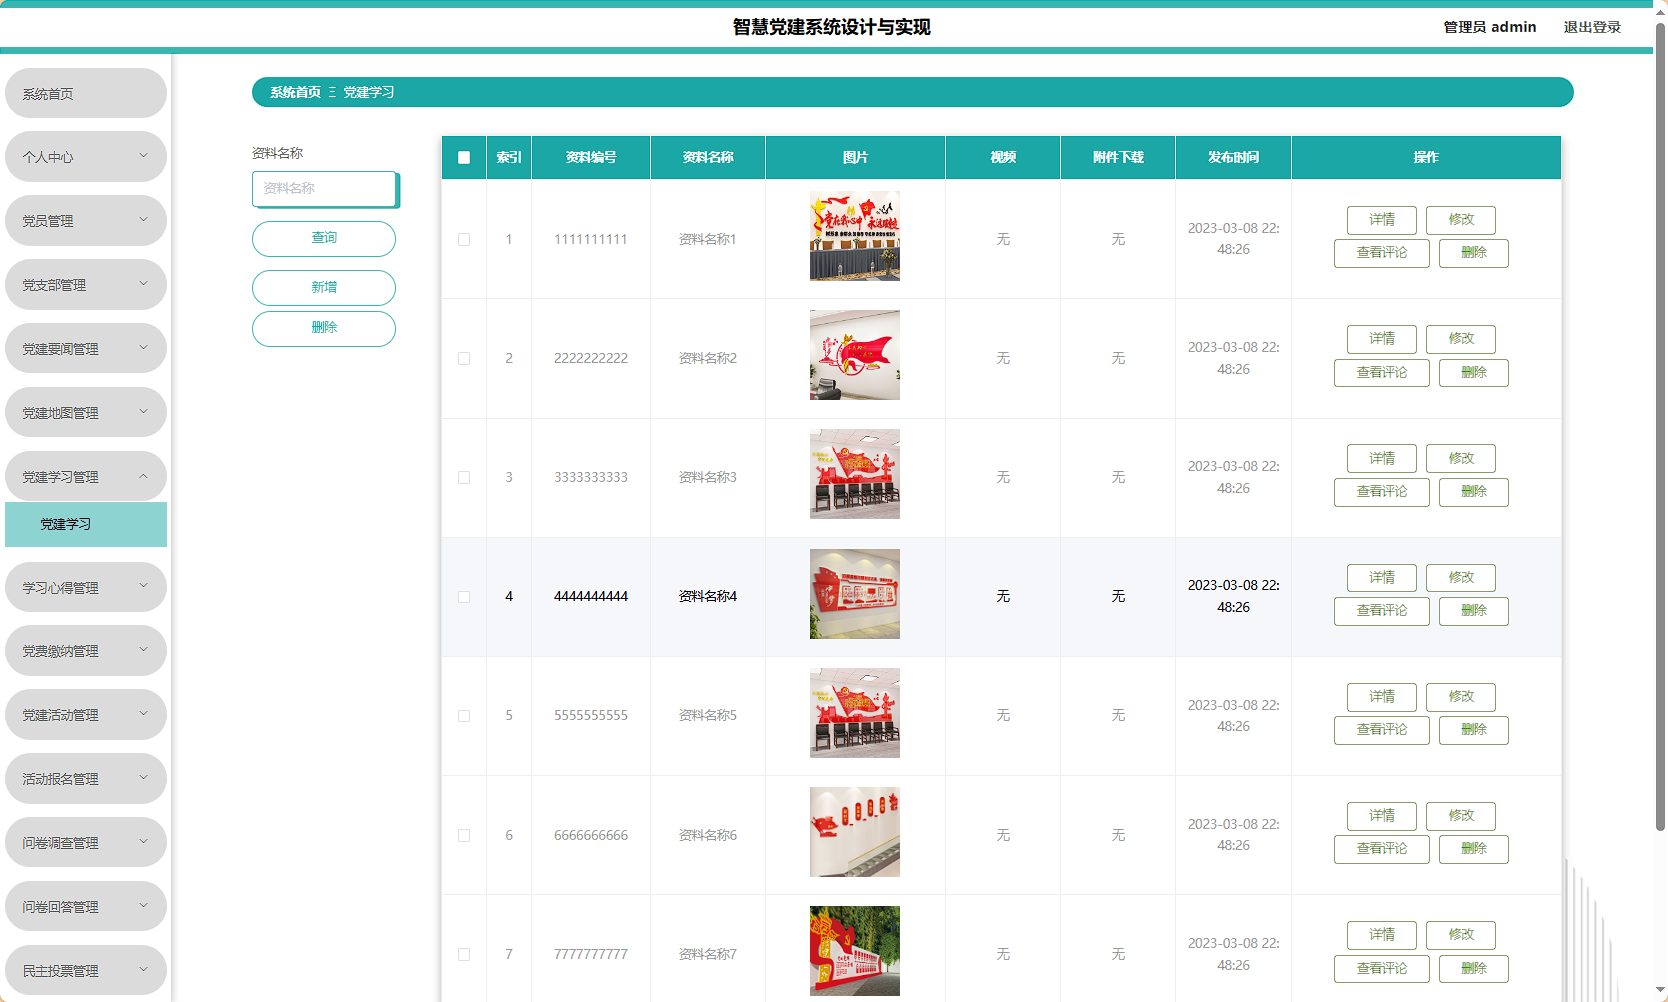 智慧党建系统设计与实现
管理员 admin
退出登录
系统首页
个人中心
党员管理
党支部管理
党建要闻管理
党建地图管理
党建学习管理
党建学习
学习心得管理
党费缴纳管理
党建活动管理
活动报名管理
问卷调查管理
问卷回答管理
民主投票管理
系统首页 Ξ 党建学习
资料名称
资料名称
查询
新增
删除
索引 资料编号 资料名称 图片 视频 附件下载 发布时间 操作
1 1111111111 资料名称1 无 无 2023-03-08 22:
48:26
详情 修改
查看评论 删除
2 2222222222 资料名称2 无 无 2023-03-08 22:
48:26
详情 修改
查看评论 删除
3 3333333333 资料名称3 无 无 2023-03-08 22:
48:26
详情 修改
查看评论 删除
4 4444444444 资料名称4 无 无 2023-03-08 22:
48:26
详情 修改
查看评论 删除
5 5555555555 资料名称5 无 无 2023-03-08 22:
48:26
详情 修改
查看评论 删除
6 6666666666 资料名称6 无 无 2023-03-08 22:
48:26
详情 修改
查看评论 删除
7 7777777777 资料名称7 无 无 2023-03-08 22:
48:26
详情 修改
查看评论 删除